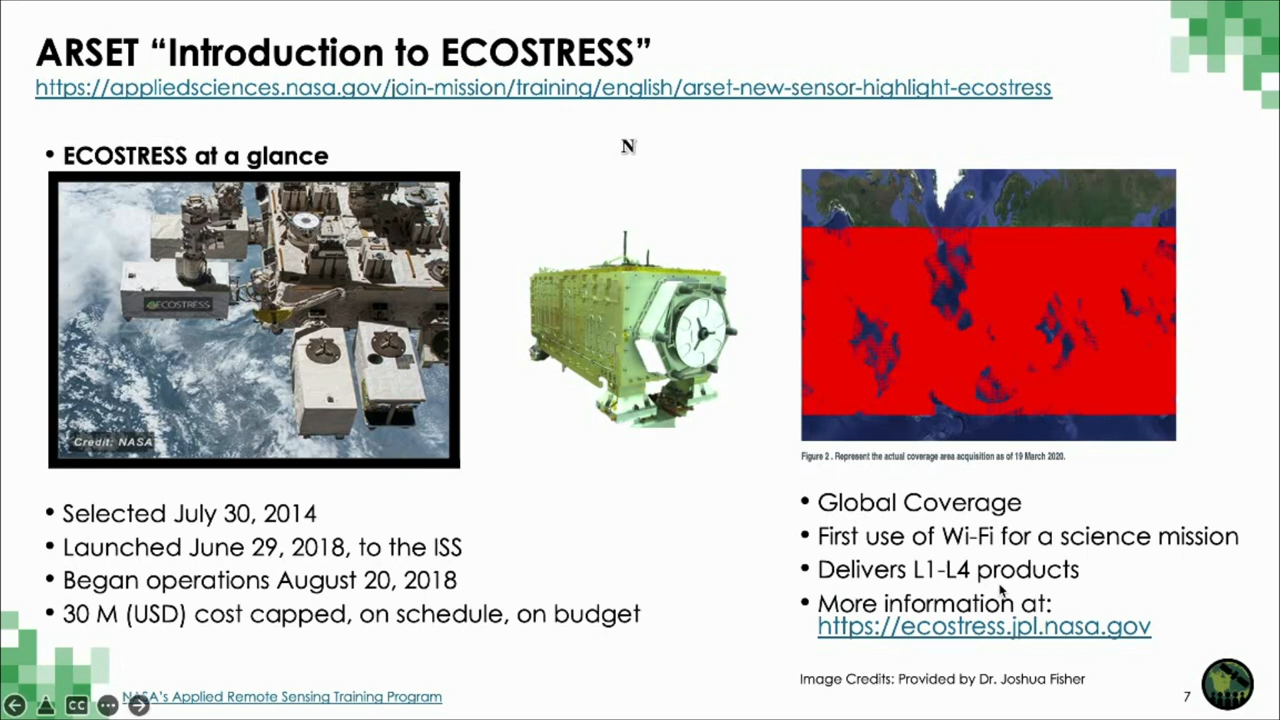 ARSET “Introduction to ECOSTRESS”
https://appliedsciences.nasa.gov/join-mission/training/english/arset-new-sensor-highlight-ecostress
• ECOSTRESS at a glance
N
ECOSTRESS
Credit: NASA
Figure 2 . Represent the actual coverage area acquisition as of 19 March 2020.
• Selected July 30, 2014
• Launched June 29, 2018, to the ISS
• Began operations August 20, 2018
• 30 M (USD) cost capped, on schedule, on budget
• Global Coverage
• First use of Wi-Fi for a science mission
• Delivers L1-L4 products
• More information at:
https://ecostress.jpl.nasa.gov
Image Credits: Provided by Dr. Joshua Fisher
CC
NASA's Applied Remote Sensing Training Program
7